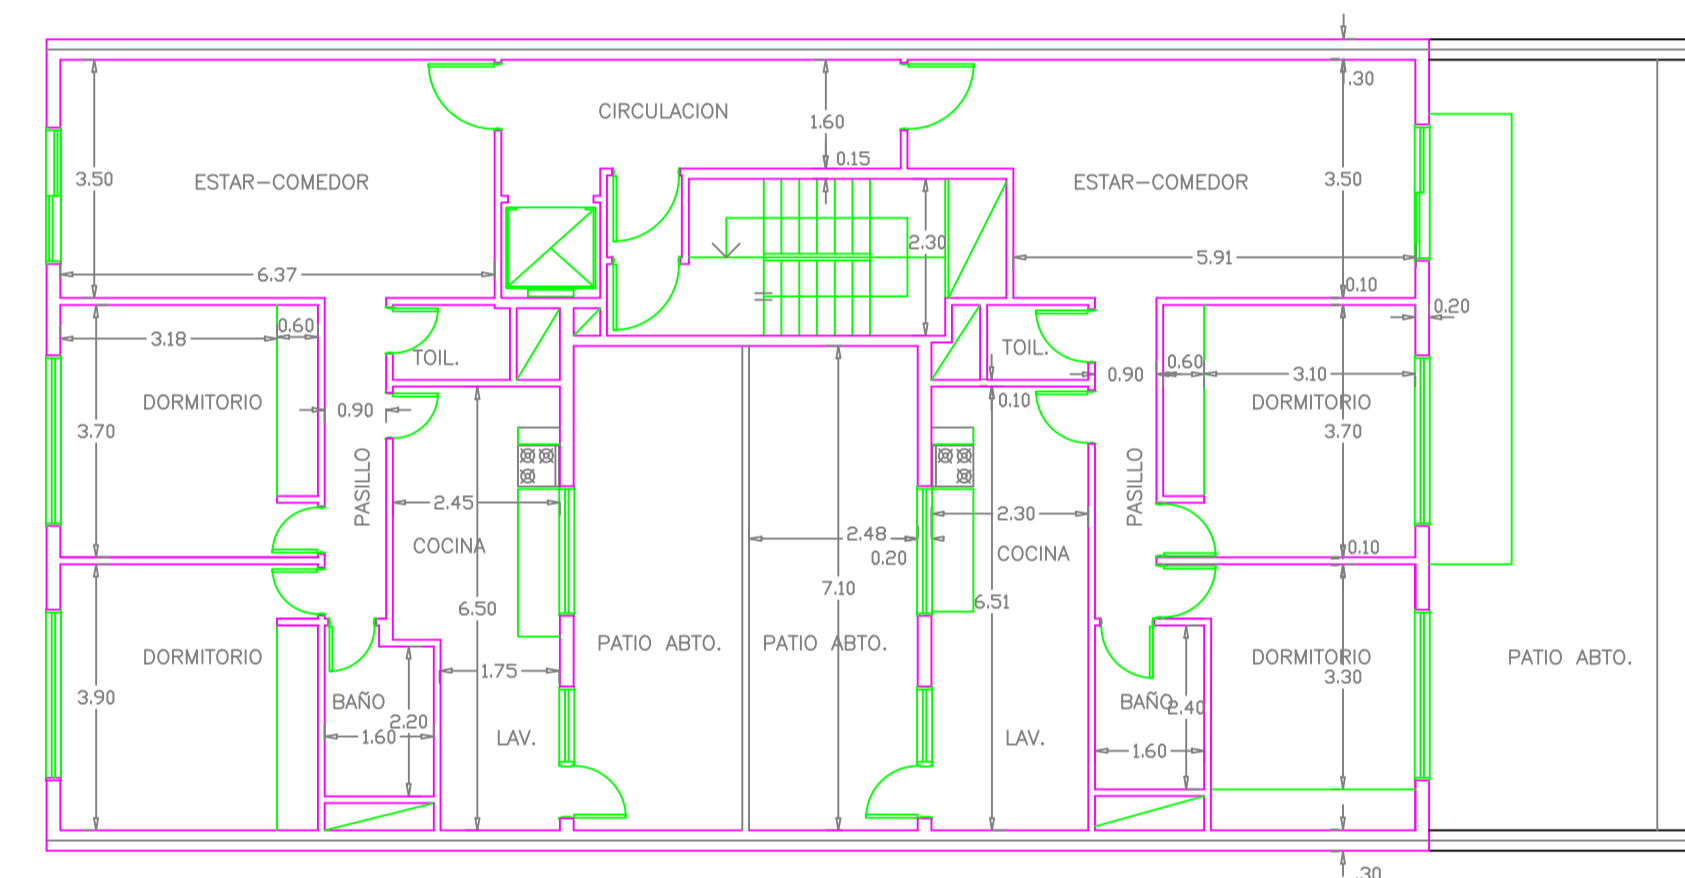 .30
CIRCULACION
1.60
0.15
3.50
ESTAR-COMEDOR
ESTAR-COMEDOR
3.50
2.30
5.91
6.37
0.10
0.20
0.60
3.18
TOIL.
TOIL.
0.60
0.90
3.10
DORMITORIO
0.90
0.10
DORMITORIO
3.70
3.70
PASILLO
PASILLO
2.45
2.30
2.48
COCINA
0.20
COCINA
0.10
7.10
6.50
6.51
PATIO ABTO.
PATIO ABTO.
DORMITORIO
DORMITORIO
PATIO ABTO.
1.75
3.30
3.90
BAÑO
BAÑO
2.40
2.20
1.60
LAV.
LAV.
1.60
.30